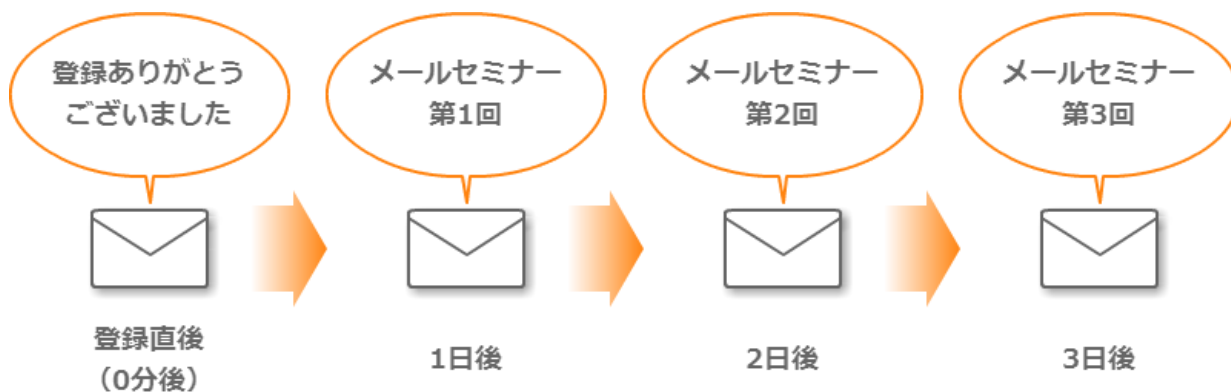 登録ありがとう
ございました
メールセミナー
第1回
メールセミナー
第2回
メールセミナー
第3回
登録直後
（0分後）
1日後
2日後
3日後